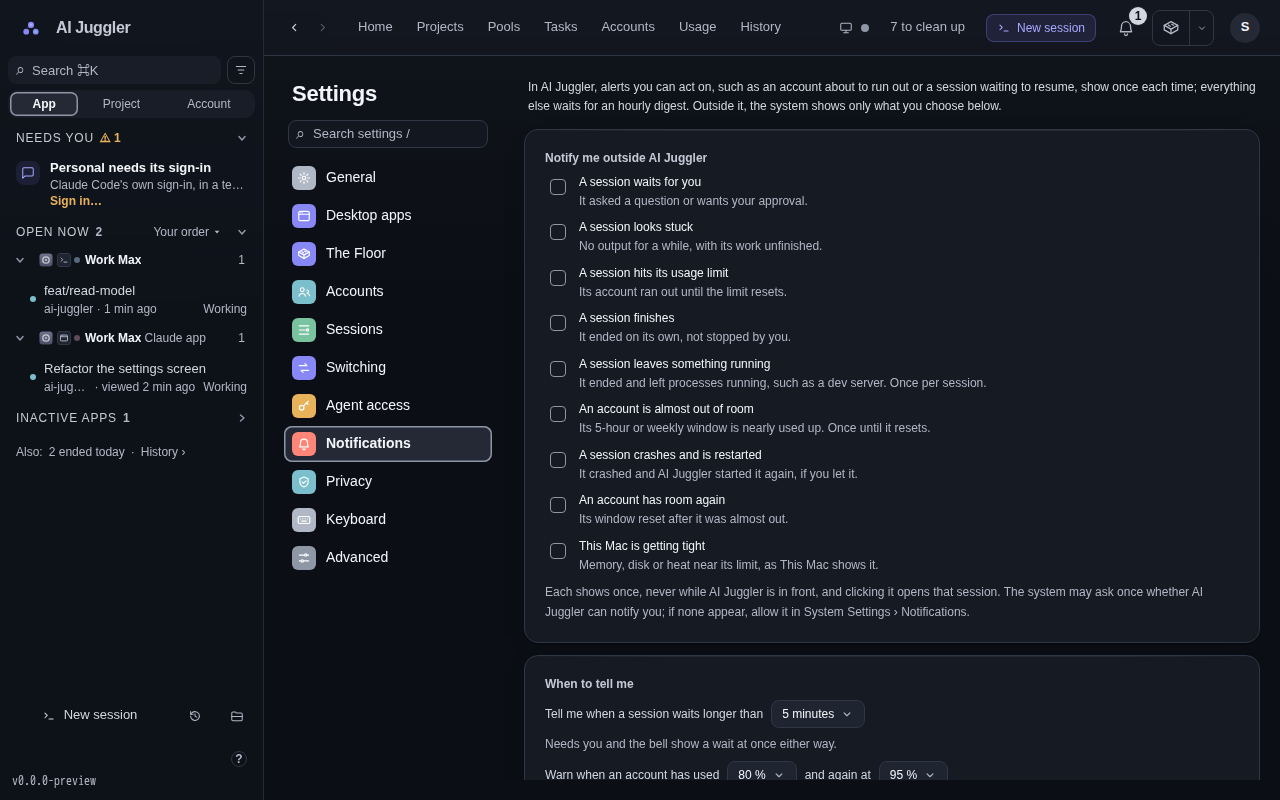 AI Juggler
Search ⌘K
App
Project
Account
NEEDS YOU 1
Personal needs its sign-in
Claude Code's own sign-in, in a te…
Sign in…
OPEN NOW 2
Your order
Work Max 1
feat/read-model
ai-juggler · 1 min ago Working
Work Max Claude app 1
Refactor the settings screen
ai-jug… · viewed 2 min ago Working
INACTIVE APPS 1
Also: 2 ended today · History ›
New session
?
v0.0.0-preview
Home
Projects
Pools
Tasks
Accounts
Usage
History
7 to clean up
New session
1
S
Settings
Search settings /
General
Desktop apps
The Floor
Accounts
Sessions
Switching
Agent access
Notifications
Privacy
Keyboard
Advanced
In AI Juggler, alerts you can act on, such as an account about to run out or a session waiting to resume, show once each time; everything
else waits for an hourly digest. Outside it, the system shows only what you choose below.
Notify me outside AI Juggler
A session waits for you
It asked a question or wants your approval.
A session looks stuck
No output for a while, with its work unfinished.
A session hits its usage limit
Its account ran out until the limit resets.
A session finishes
It ended on its own, not stopped by you.
A session leaves something running
It ended and left processes running, such as a dev server. Once per session.
An account is almost out of room
Its 5-hour or weekly window is nearly used up. Once until it resets.
A session crashes and is restarted
It crashed and AI Juggler started it again, if you let it.
An account has room again
Its window reset after it was almost out.
This Mac is getting tight
Memory, disk or heat near its limit, as This Mac shows it.
Each shows once, never while AI Juggler is in front, and clicking it opens that session. The system may ask once whether AI
Juggler can notify you; if none appear, allow it in System Settings › Notifications.
When to tell me
Tell me when a session waits longer than 5 minutes
Needs you and the bell show a wait at once either way.
Warn when an account has used 80 % and again at 95 %